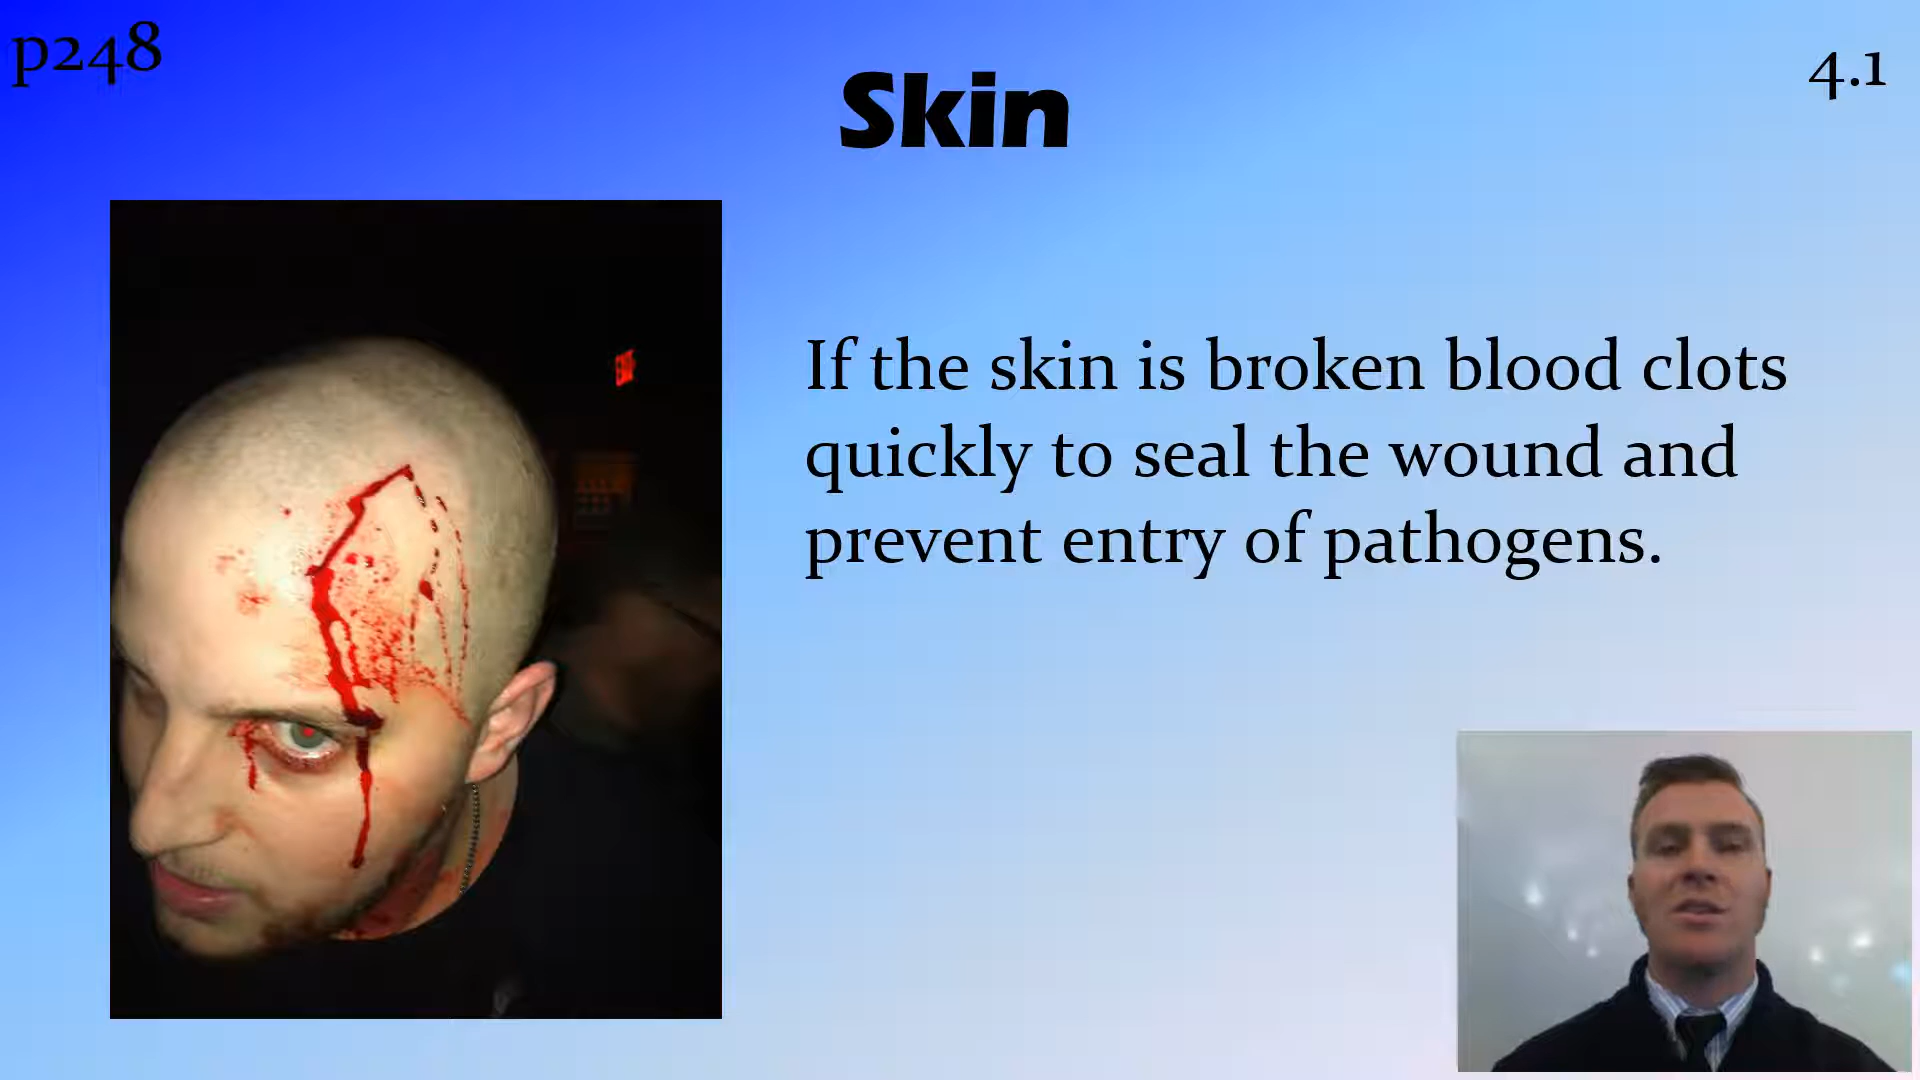 p248
Skin
4.1
EXIT
If the skin is broken blood clots
quickly to seal the wound and
prevent entry of pathogens.